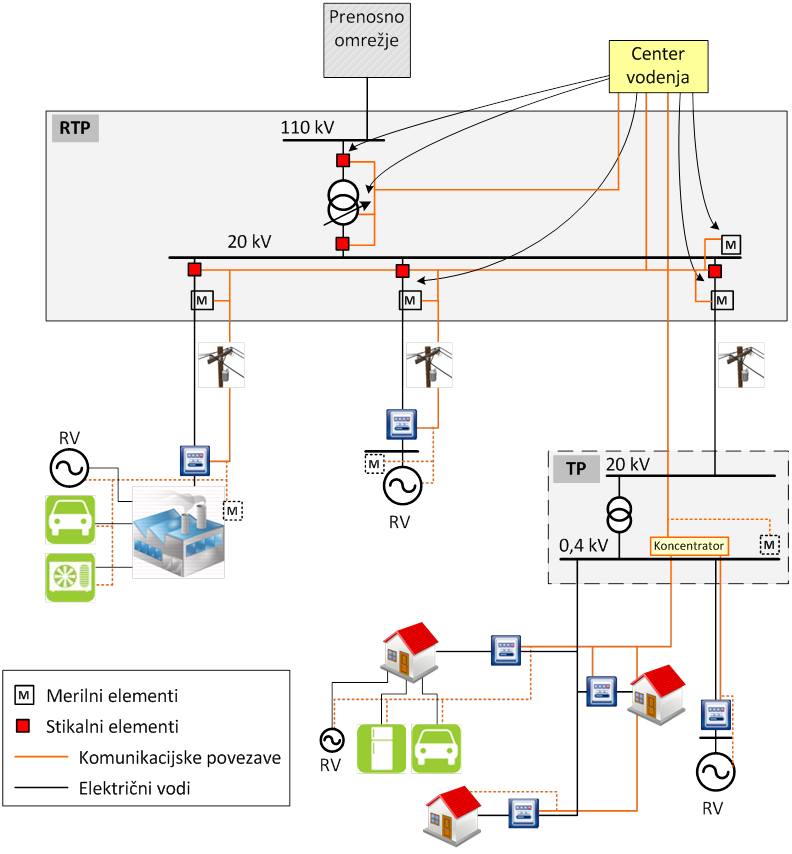 Prenosno
omrežje
Center
vodenja
RTP
110 kV
20 kV
M
M
M
M
RV
M
M
RV
TP
20 kV
0,4 kV
Koncentrator
M
RV
RV
M Merilni elementi
Stikalni elementi
Komunikacijske povezave
Električni vodi